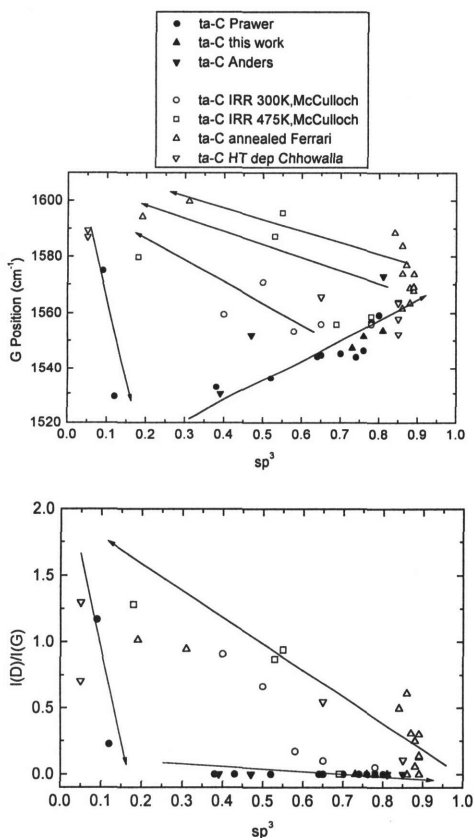 ta-C Prawer
ta-C this work
ta-C Anders
ta-C IRR 300K,McCulloch
ta-C IRR 475K,McCulloch
ta-C annealed Ferrari
ta-C HT dep Chhowalla
1600
1580
1560
1540
1520
G Position (cm⁻¹)
0.0 0.1 0.2 0.3 0.4 0.5 0.6 0.7 0.8 0.9 1.0
sp³
2.0
1.5
1.0
0.5
0.0
I(D)/I(G)
0.0 0.1 0.2 0.3 0.4 0.5 0.6 0.7 0.8 0.9 1.0
sp³